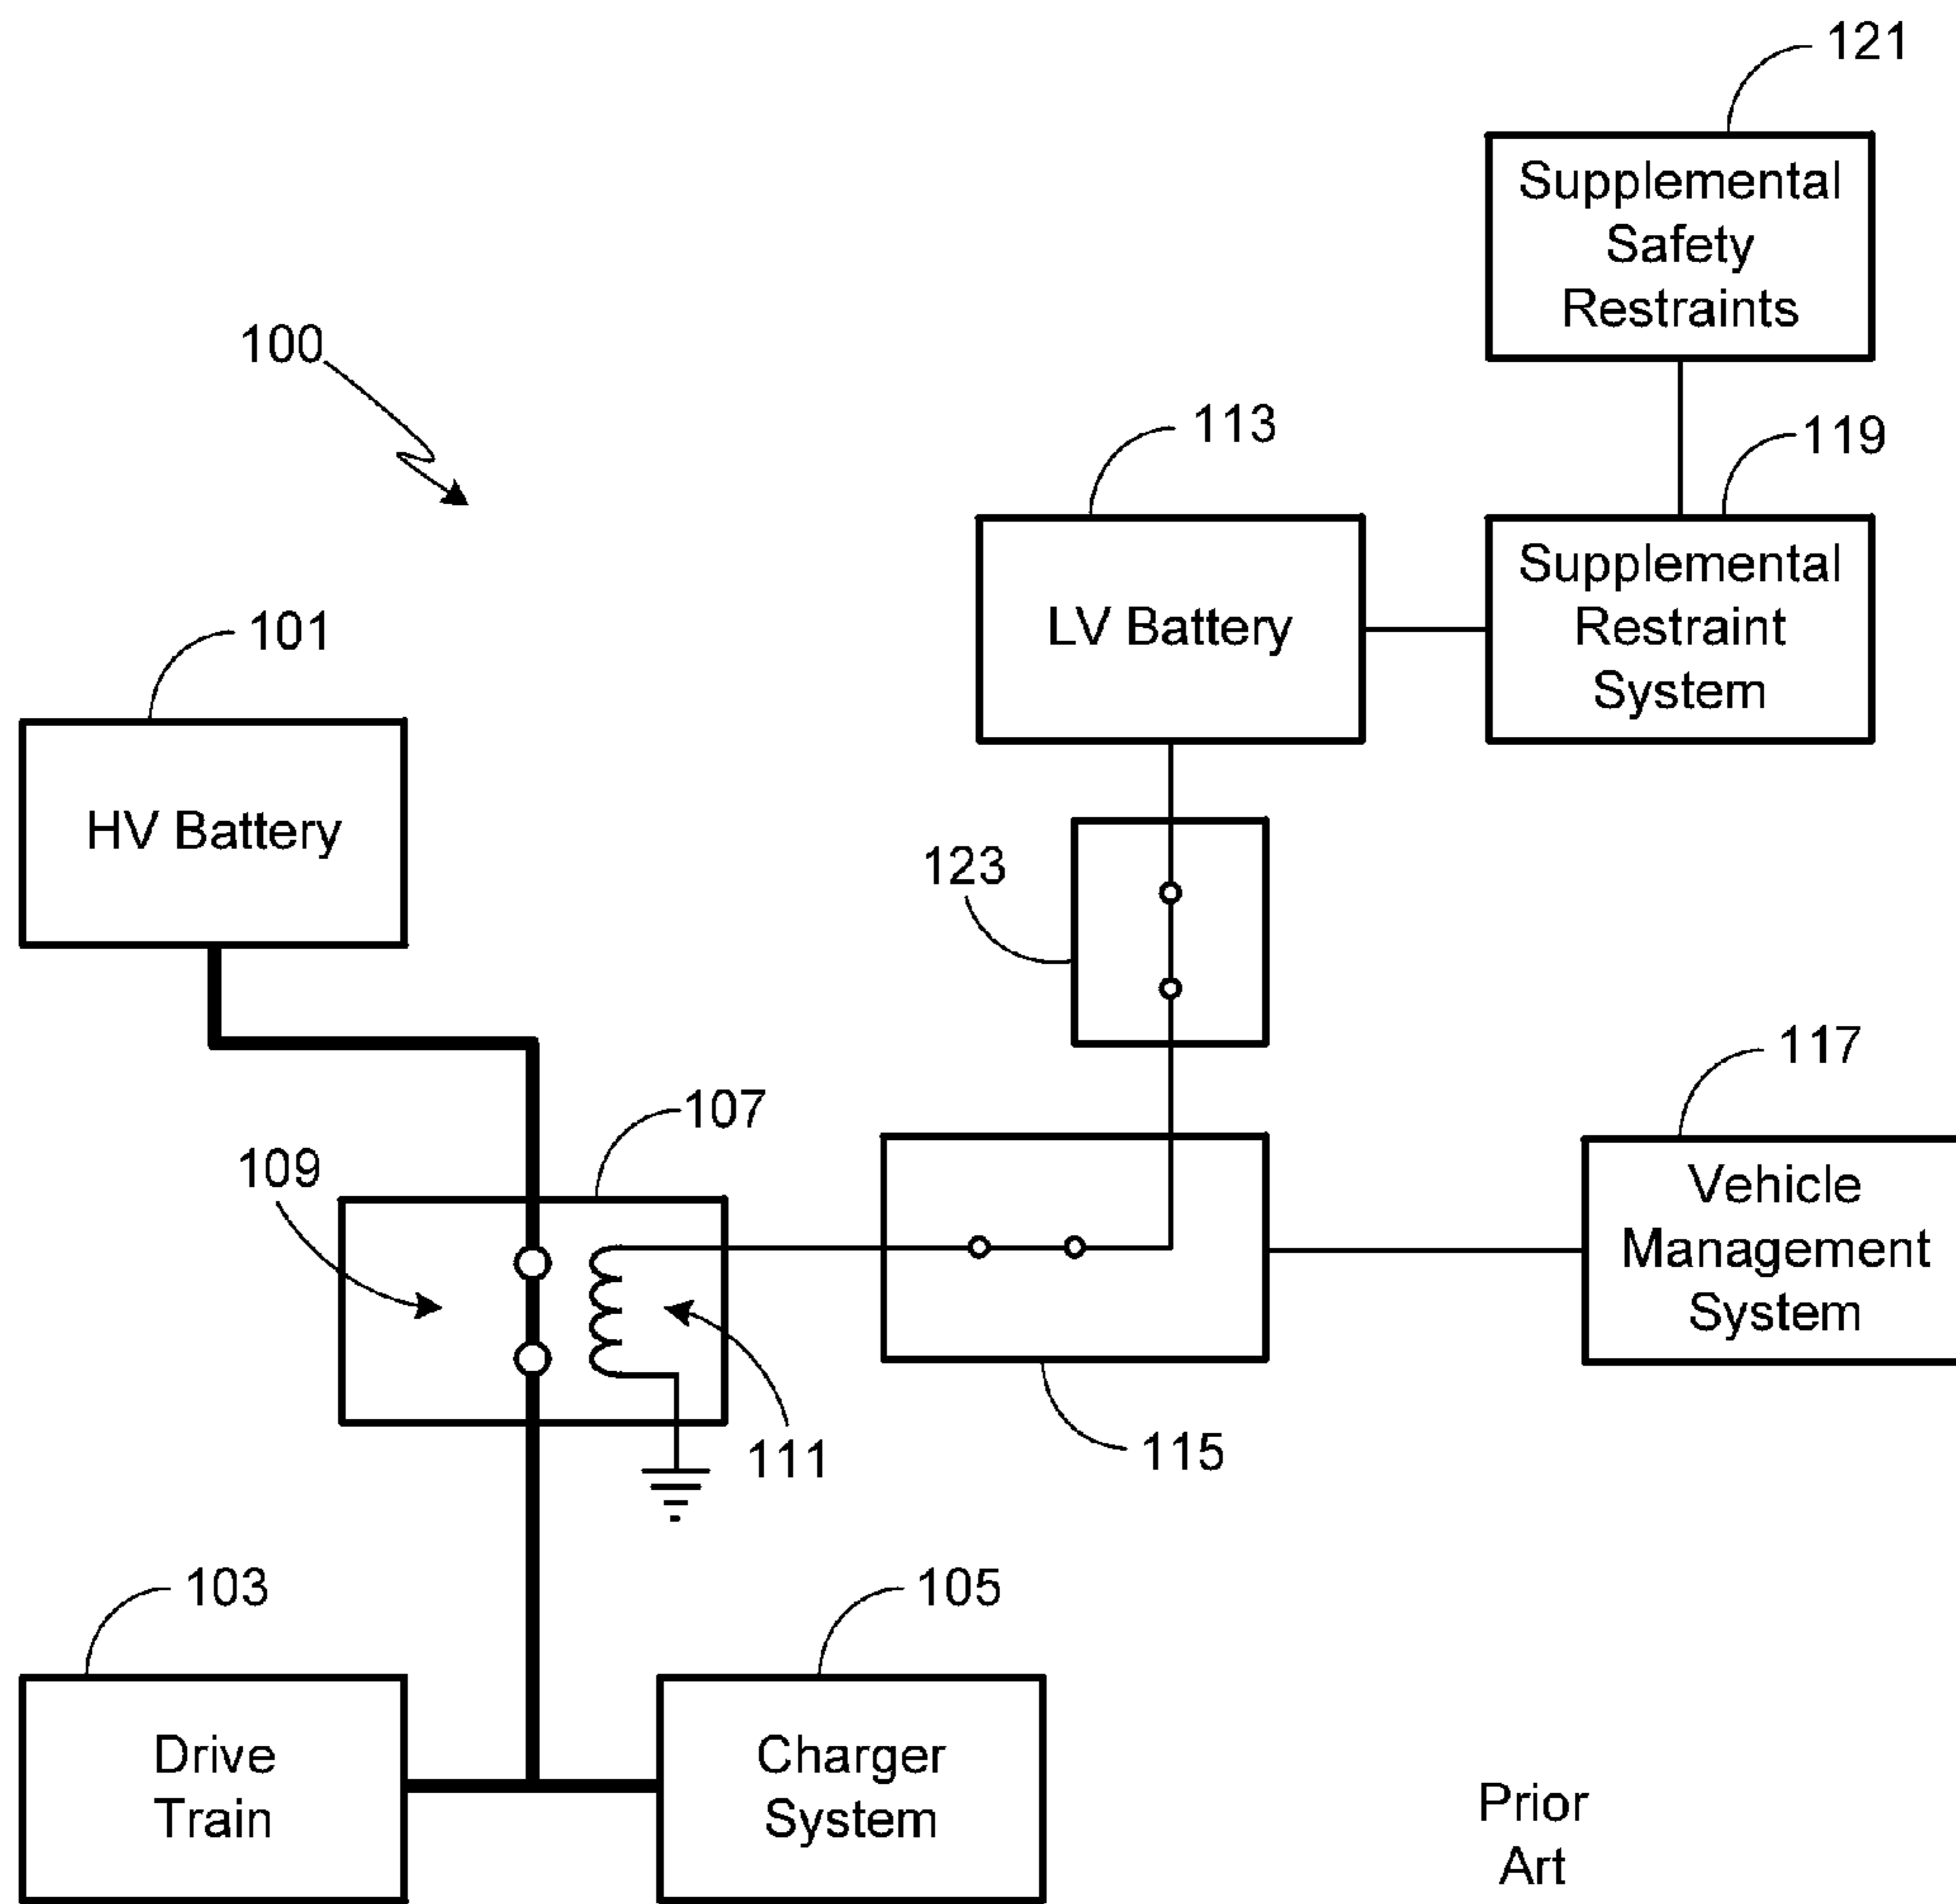 121
Supplemental
Safety
Restraints
100
113
119
LV Battery
Supplemental
Restraint
System
101
HV Battery
123
117
107
109
Vehicle
Management
System
111
115
103
105
Drive
Train
Charger
System
Prior
Art